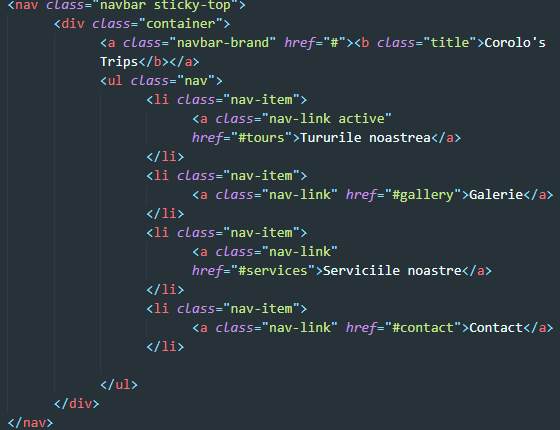 <nav class="navbar sticky-top">
<div class="container">
<a class="navbar-brand" href="#"><b class="title">Corolo's
Trips</b></a>
<ul class="nav">
<li class="nav-item">
<a class="nav-link active"
href="#tours">Tururile noastrea</a>
</li>
<li class="nav-item">
<a class="nav-link" href="#gallery">Galerie</a>
</li>
<li class="nav-item">
<a class="nav-link"
href="#services">Serviciile noastre</a>
</li>
<li class="nav-item">
<a class="nav-link" href="#contact">Contact</a>
</li>
</ul>
</div>
</nav>